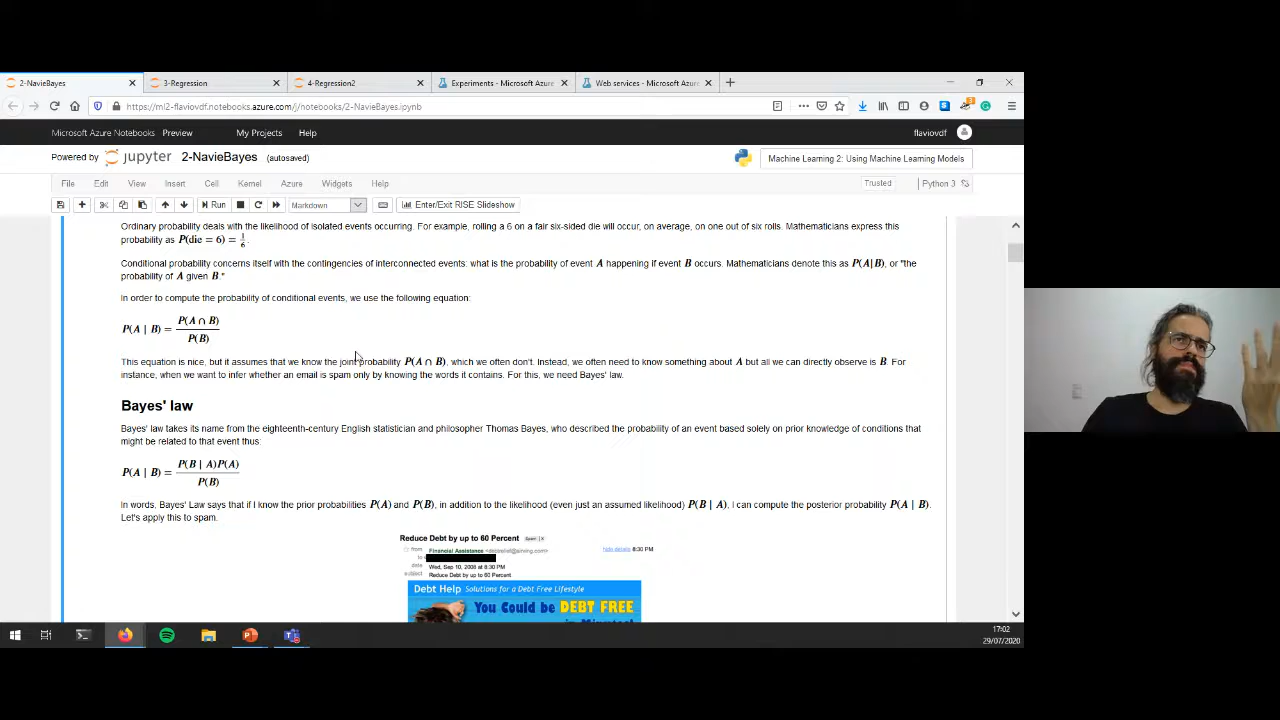 2-NavieBayes
3-Regression
4-Regression2
Experiments - Microsoft Azure
Web services - Microsoft Azure
https://ml2-flaviovdf.notebooks.azure.com/j/notebooks/2-NavieBayes.ipynb
Microsoft Azure Notebooks Preview My Projects Help flaviovdf
Powered by jupyter 2-NavieBayes (autosaved) Machine Learning 2: Using Machine Learning Models
File Edit View Insert Cell Kernel Azure Widgets Help Trusted Python 3
Run Markdown Enter/Exit RISE Slideshow
Ordinary probability deals with the likelihood of isolated events occurring. For example, rolling a 6 on a fair six-sided die will occur, on average, on one out of six rolls. Mathematicians express this
probability as P(die = 6) = 1/6.
Conditional probability concerns itself with the contingencies of interconnected events: what is the probability of event A happening if event B occurs. Mathematicians denote this as P(A|B), or "the
probability of A given B."
In order to compute the probability of conditional events, we use the following equation:
P(A | B) = P(A ∩ B) / P(B)
This equation is nice, but it assumes that we know the joint probability P(A ∩ B), which we often don't. Instead, we often need to know something about A but all we can directly observe is B. For
instance, when we want to infer whether an email is spam only by knowing the words it contains. For this, we need Bayes' law.
Bayes' law
Bayes' law takes its name from the eighteenth-century English statistician and philosopher Thomas Bayes, who described the probability of an event based solely on prior knowledge of conditions that
might be related to that event thus:
P(A | B) = P(B | A)P(A) / P(B)
In words, Bayes' Law says that if I know the prior probabilities P(A) and P(B), in addition to the likelihood (even just an assumed likelihood) P(B | A), I can compute the posterior probability P(A | B).
Let's apply this to spam.
Reduce Debt by up to 60 Percent
from Financial Assistance hide details 8:30 PM
to
date Wed, Sep 10, 2008 at 8:30 PM
subject Reduce Debt by up to 60 Percent
Debt Help Solutions for a Debt Free Lifestyle
You Could be DEBT FREE
in Minutes!
17:02
29/07/2020